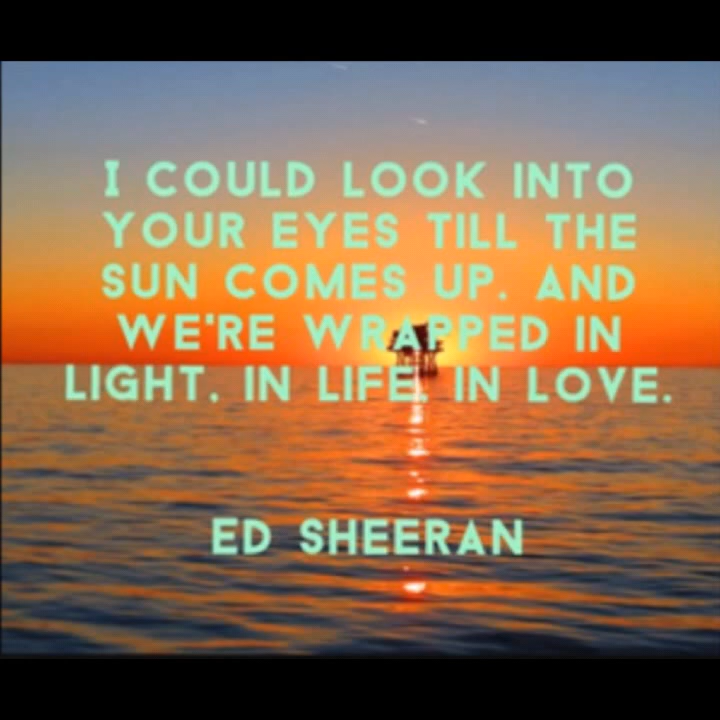 I COULD LOOK INTO
YOUR EYES TILL THE
SUN COMES UP. AND
WE'RE WRAPPED IN
LIGHT. IN LIFE. IN LOVE.
ED SHEERAN